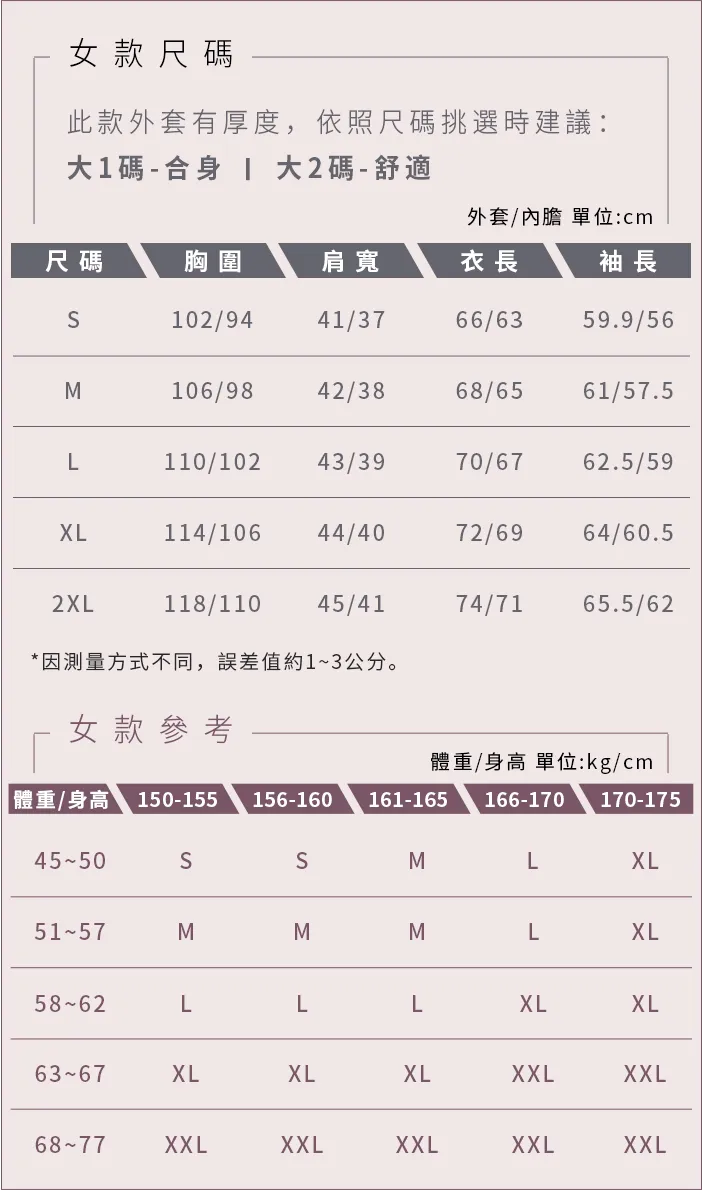 女款尺碼
此款外套有厚度，依照尺碼挑選時建議：
大1碼-合身 | 大2碼-舒適
外套/內膽 單位:cm
尺碼 胸圍 肩寬 衣長 袖長
S 102/94 41/37 66/63 59.9/56
M 106/98 42/38 68/65 61/57.5
L 110/102 43/39 70/67 62.5/59
XL 114/106 44/40 72/69 64/60.5
2XL 118/110 45/41 74/71 65.5/62
*因測量方式不同，誤差值約1~3公分。
女款參考
體重/身高 單位:kg/cm
體重/身高 150-155 156-160 161-165 166-170 170-175
45~50 S S M L XL
51~57 M M M L XL
58~62 L L L XL XL
63~67 XL XL XL XXL XXL
68~77 XXL XXL XXL XXL XXL